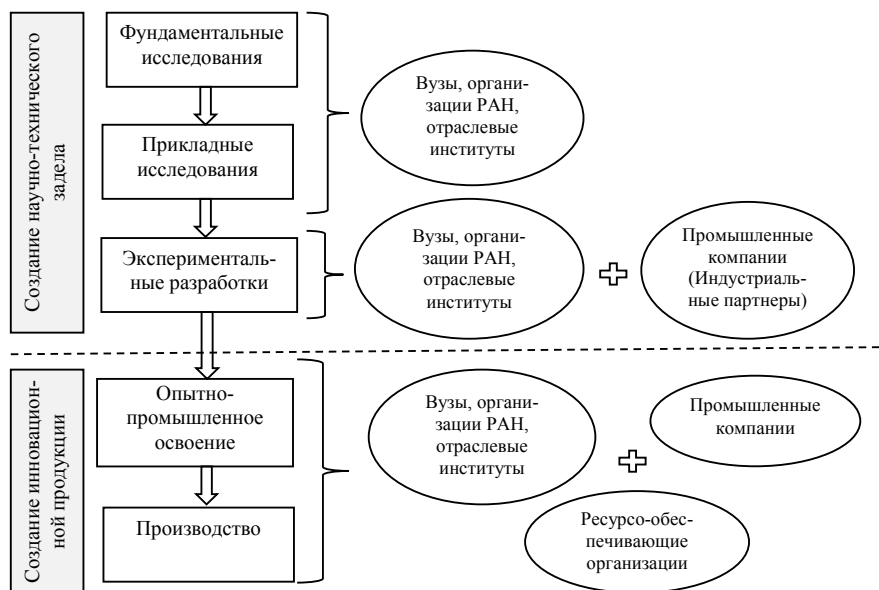 Создание научно-технического
задела
Фундаментальные
исследования
Прикладные
исследования
Вузы, органи-
зации РАН,
отраслевые
институты
Эксперименталь-
ные разработки
Вузы, органи-
зации РАН,
отраслевые
институты
Промышленные
компании
(Индустриаль-
ные партнеры)
Создание инновацион-
ной продукции
Опытно-
промышленное
освоение
Производство
Вузы, органи-
зации РАН,
отраслевые
институты
Промышленные
компании
Ресурсо-обес-
печивающие
организации